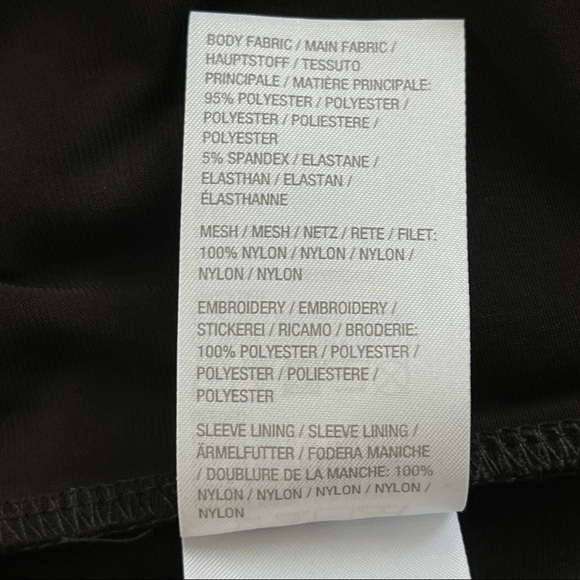 BODY FABRIC / MAIN FABRIC /
HAUPTSTOFF / TESSUTO
PRINCIPALE / MATIÈRE PRINCIPALE:
95% POLYESTER / POLYESTER /
POLYESTER / POLIESTERE /
POLYESTER
5% SPANDEX / ELASTANE /
ELASTHAN / ELASTAN /
ÉLASTHANNE
MESH / MESH / NETZ / RETE / FILET:
100% NYLON / NYLON / NYLON /
NYLON / NYLON
EMBROIDERY / EMBROIDERY /
STICKEREI / RICAMO / BRODERIE:
100% POLYESTER / POLYESTER /
POLYESTER / POLIESTERE /
POLYESTER
SLEEVE LINING / SLEEVE LINING /
ÄRMELFUTTER / FODERA MANICHE
/ DOUBLURE DE LA MANCHE: 100%
NYLON / NYLON / NYLON / NYLON /
NYLON